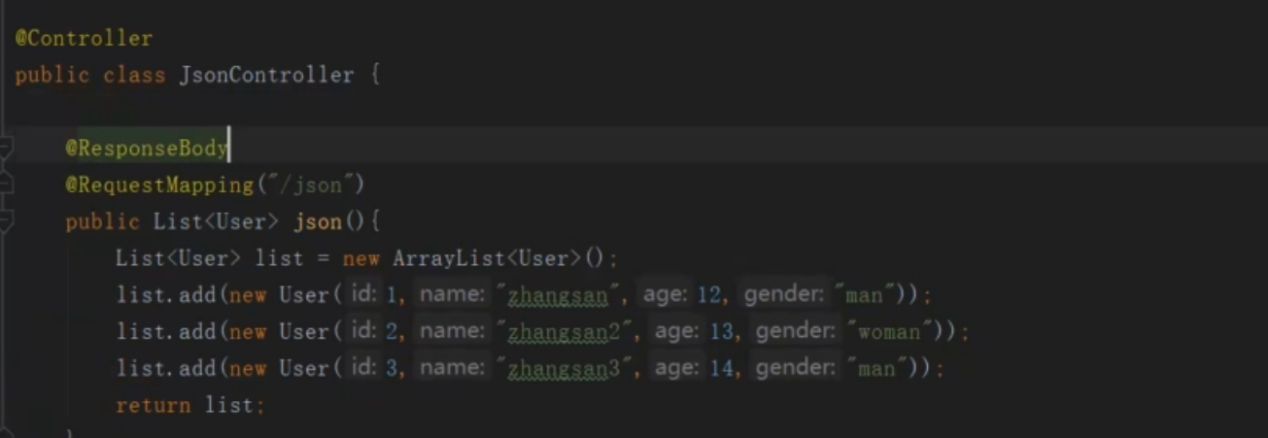 @Controller
public class JsonController {
@ResponseBody
@RequestMapping("/json")
public List<User> json(){
List<User> list = new ArrayList<User>();
list.add(new User( id: 1, name: "zhangsan", age: 12, gender: "man"));
list.add(new User( id: 2, name: "zhangsan2", age: 13, gender: "woman"));
list.add(new User( id: 3, name: "zhangsan3", age: 14, gender: "man"));
return list;
}